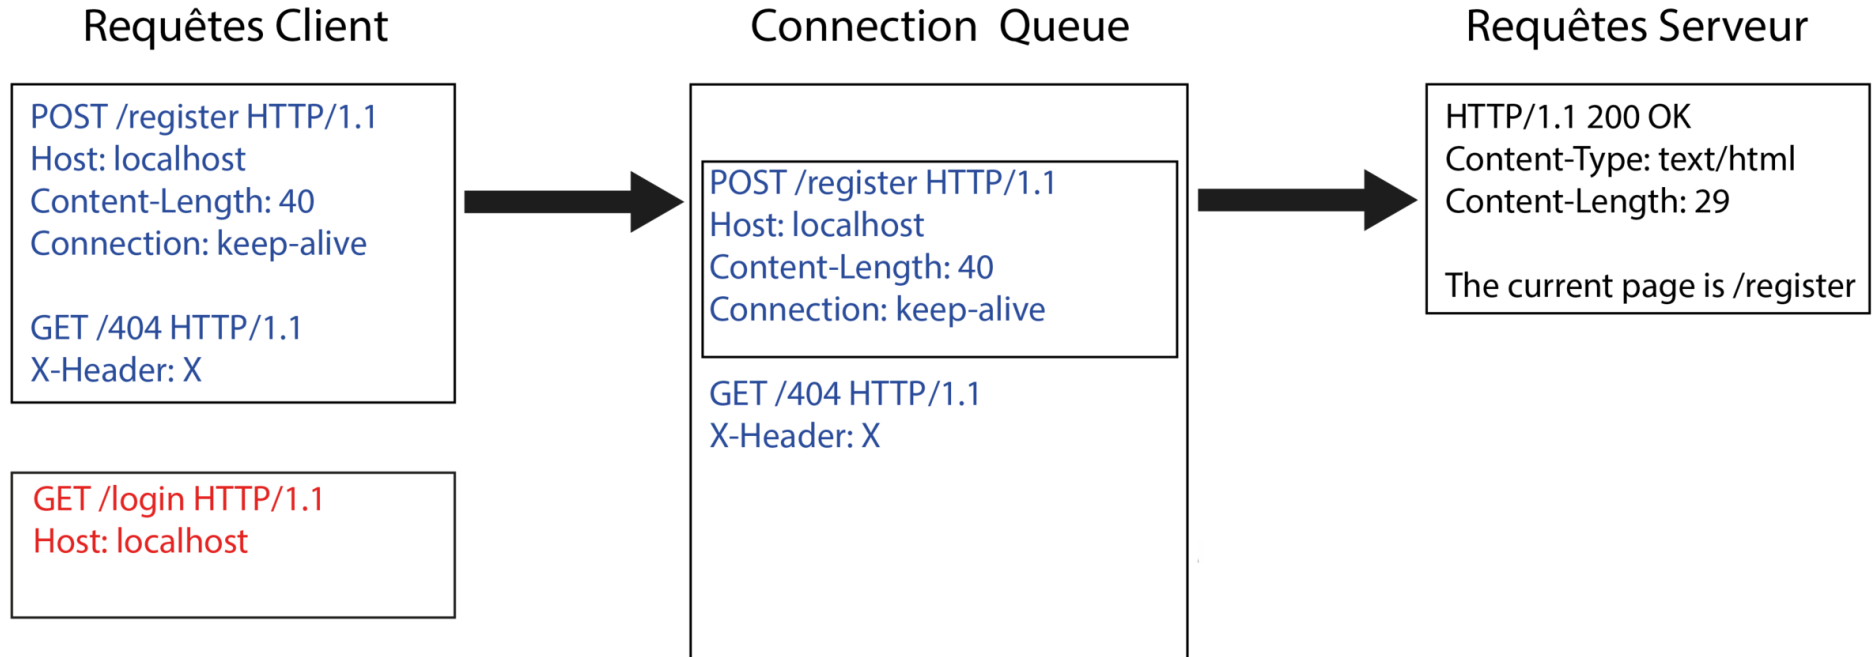 Requêtes Client
Connection Queue
Requêtes Serveur
POST /register HTTP/1.1
Host: localhost
Content-Length: 40
Connection: keep-alive
GET /404 HTTP/1.1
X-Header: X
GET /login HTTP/1.1
Host: localhost
POST /register HTTP/1.1
Host: localhost
Content-Length: 40
Connection: keep-alive
GET /404 HTTP/1.1
X-Header: X
HTTP/1.1 200 OK
Content-Type: text/html
Content-Length: 29
The current page is /register